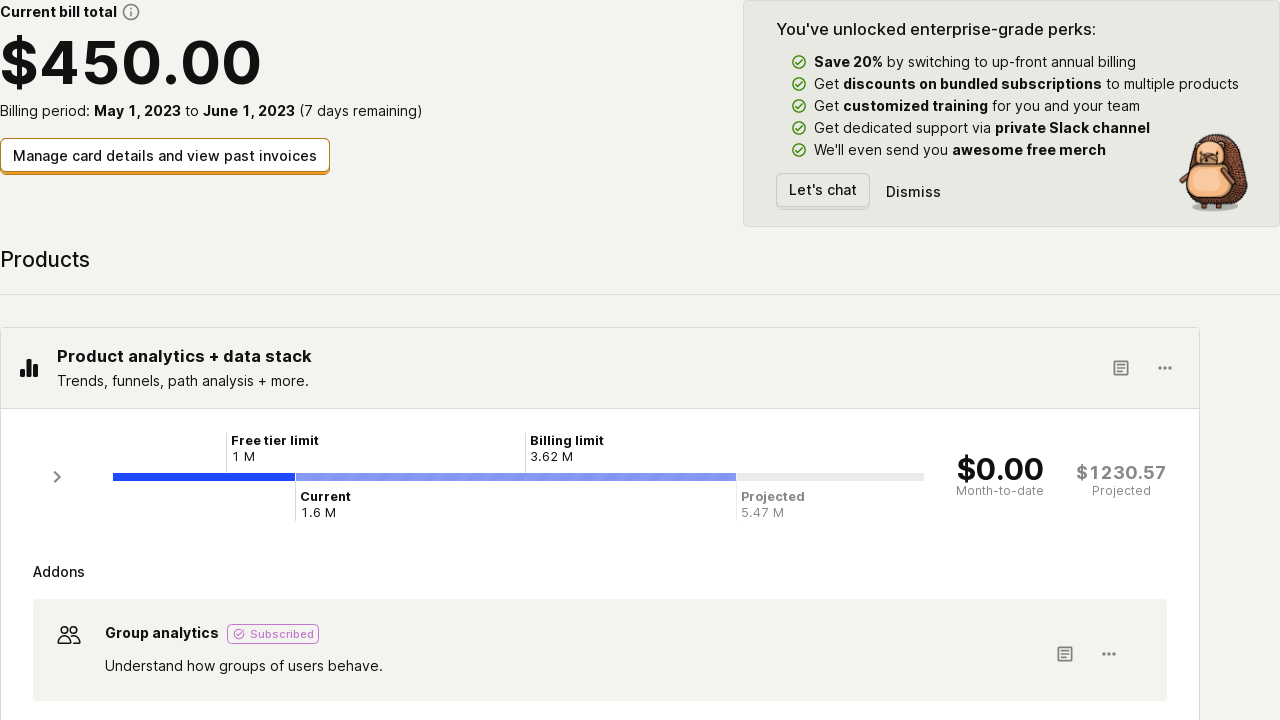 Current bill total
$450.00
Billing period: May 1, 2023 to June 1, 2023 (7 days remaining)
Manage card details and view past invoices
You've unlocked enterprise-grade perks:
Save 20% by switching to up-front annual billing
Get discounts on bundled subscriptions to multiple products
Get customized training for you and your team
Get dedicated support via private Slack channel
We'll even send you awesome free merch
Let's chat
Dismiss
Products
Product analytics + data stack
Trends, funnels, path analysis + more.
Free tier limit
1 M
Billing limit
3.62 M
Current
1.6 M
Projected
5.47 M
$0.00
Month-to-date
$1230.57
Projected
Addons
Group analytics
Subscribed
Understand how groups of users behave.